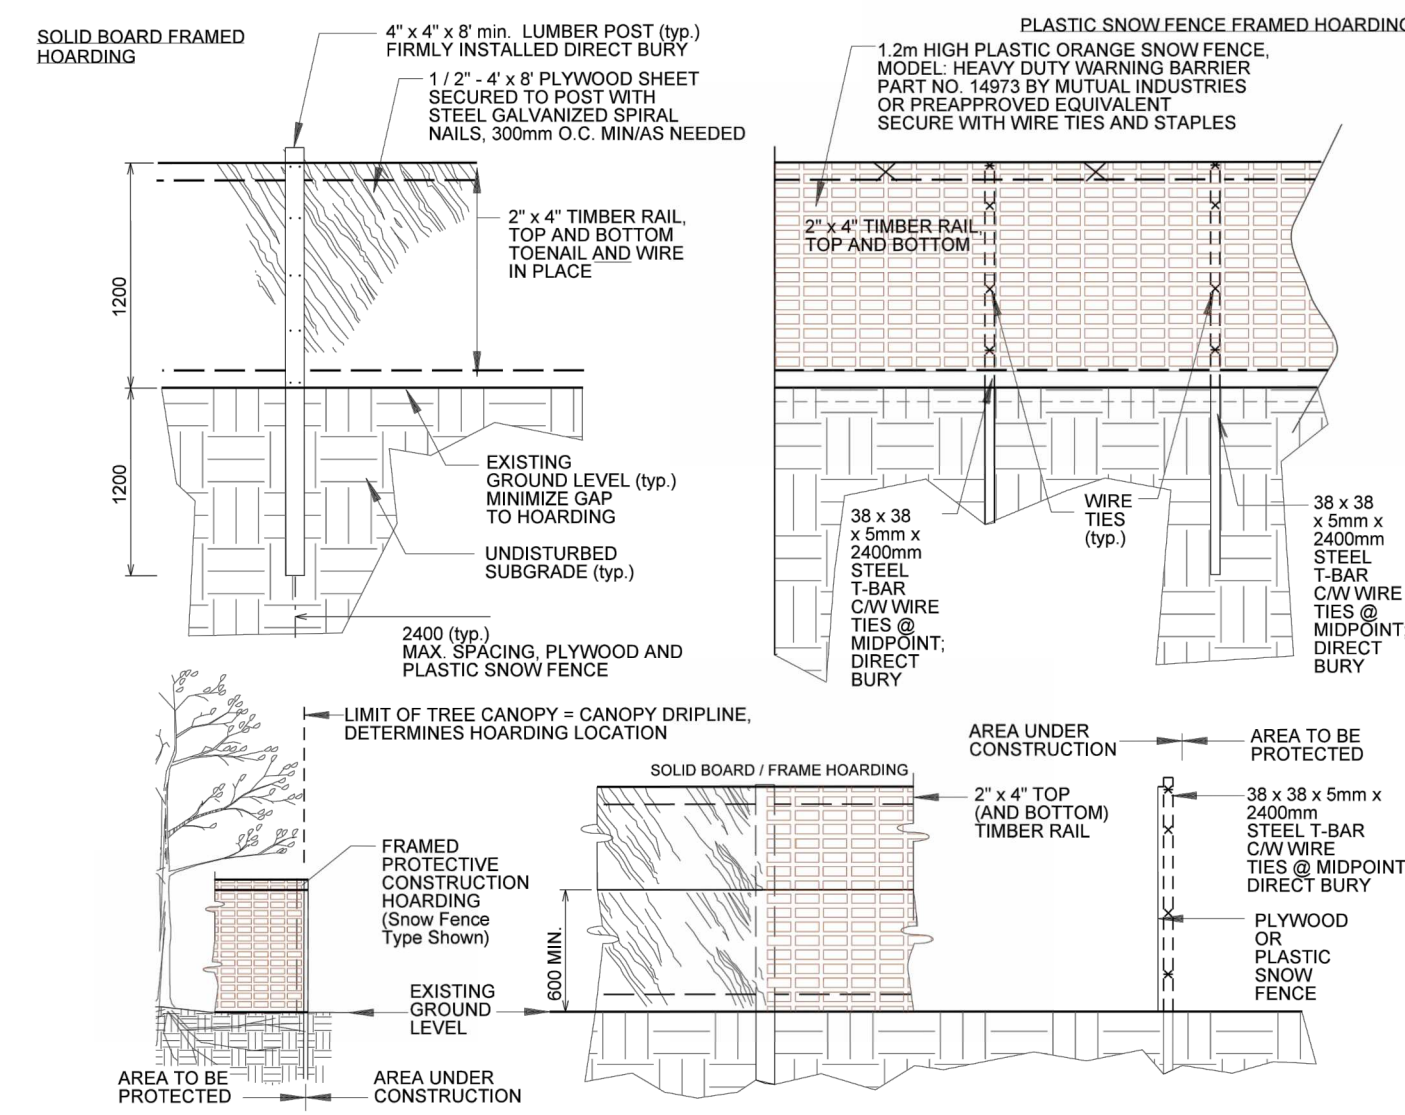 SOLID BOARD FRAMED
HOARDING
4" x 4" x 8' min. LUMBER POST (typ.)
FIRMLY INSTALLED DIRECT BURY
1 / 2" - 4' x 8' PLYWOOD SHEET
SECURED TO POST WITH
STEEL GALVANIZED SPIRAL
NAILS, 300mm O.C. MIN/AS NEEDED
2" x 4" TIMBER RAIL,
TOP AND BOTTOM
TOENAIL AND WIRE
IN PLACE
1200
1200
EXISTING
GROUND LEVEL (typ.)
MINIMIZE GAP
TO HOARDING
UNDISTURBED
SUBGRADE (typ.)
2400 (typ.)
MAX. SPACING, PLYWOOD AND
PLASTIC SNOW FENCE
PLASTIC SNOW FENCE FRAMED HOARDING
1.2m HIGH PLASTIC ORANGE SNOW FENCE,
MODEL: HEAVY DUTY WARNING BARRIER
PART NO. 14973 BY MUTUAL INDUSTRIES
OR PREAPPROVED EQUIVALENT
SECURE WITH WIRE TIES AND STAPLES
2" x 4" TIMBER RAIL,
TOP AND BOTTOM
38 x 38
x 5mm x
2400mm
STEEL
T-BAR
C/W WIRE
TIES @
MIDPOINT;
DIRECT
BURY
WIRE
TIES
(typ.)
38 x 38
x 5mm x
2400mm
STEEL
T-BAR
C/W WIRE
TIES @
MIDPOINT;
DIRECT
BURY
LIMIT OF TREE CANOPY = CANOPY DRIPLINE,
DETERMINES HOARDING LOCATION
FRAMED
PROTECTIVE
CONSTRUCTION
HOARDING
(Snow Fence
Type Shown)
EXISTING
GROUND
LEVEL
AREA TO BE
PROTECTED
AREA UNDER
CONSTRUCTION
SOLID BOARD / FRAME HOARDING
600 MIN.
2" x 4" TOP
(AND BOTTOM)
TIMBER RAIL
AREA UNDER
CONSTRUCTION
AREA TO BE
PROTECTED
38 x 38 x 5mm x
2400mm
STEEL T-BAR
C/W WIRE
TIES @ MIDPOINT
DIRECT BURY
PLYWOOD
OR
PLASTIC
SNOW
FENCE